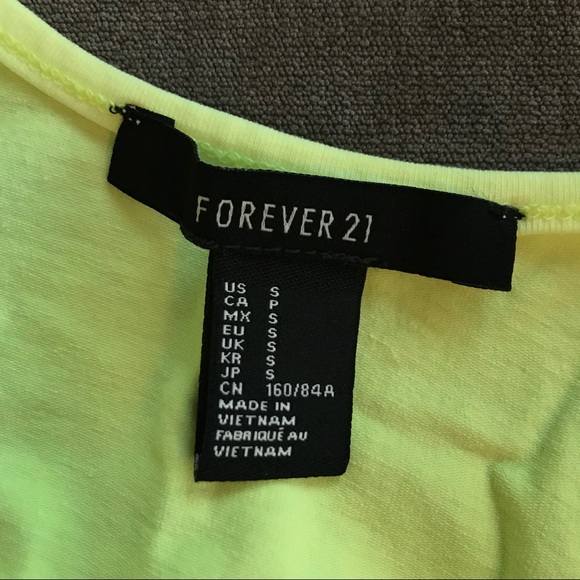 FOREVER 21
US S
CA P
MX S
EU S
UK S
KR S
JP S
CN 160/84A
MADE IN
VIETNAM
FABRIQUÉ AU
VIETNAM